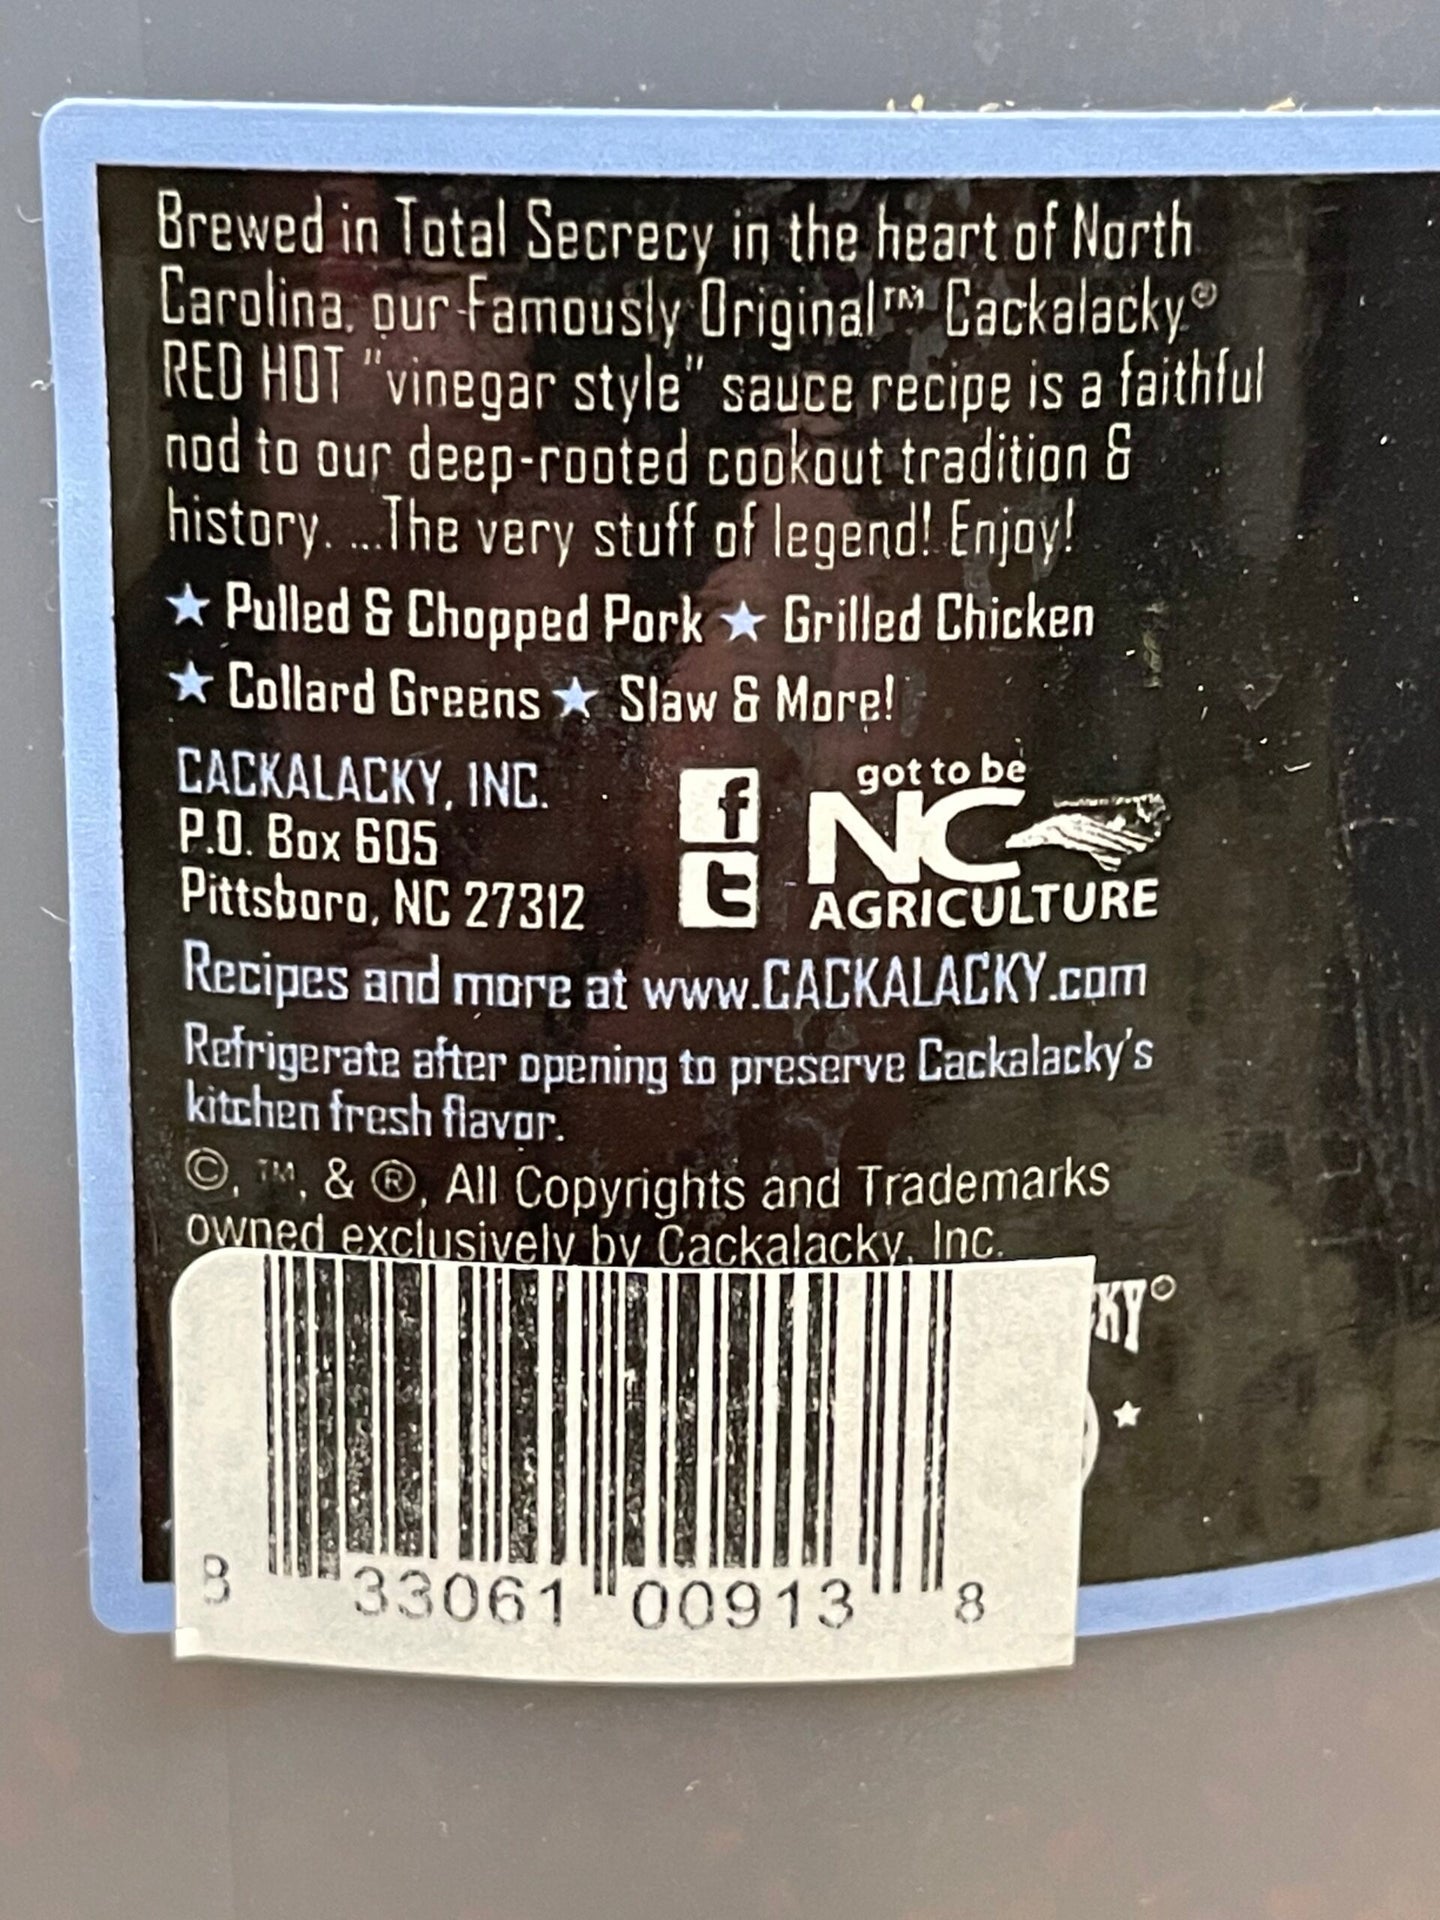 Brewed in Total Secrecy in the heart of North
Carolina, our Famously Original™ Cackalacky®
RED HOT "vinegar style" sauce recipe is a faithful
nod to our deep-rooted cookout tradition &
history. ...The very stuff of legend! Enjoy!
★ Pulled & Chopped Pork ★ Grilled Chicken
★ Collard Greens ★ Slaw & More!
CACKALACKY, INC.
P.O. Box 605
Pittsboro, NC 27312
f
t
got to be
NC
AGRICULTURE
Recipes and more at www.CACKALACKY.com
Refrigerate after opening to preserve Cackalacky's
kitchen fresh flavor.
©, ™, & ®, All Copyrights and Trademarks
owned exclusively by Cackalacky, Inc.
KY®
8 33061 00913 8